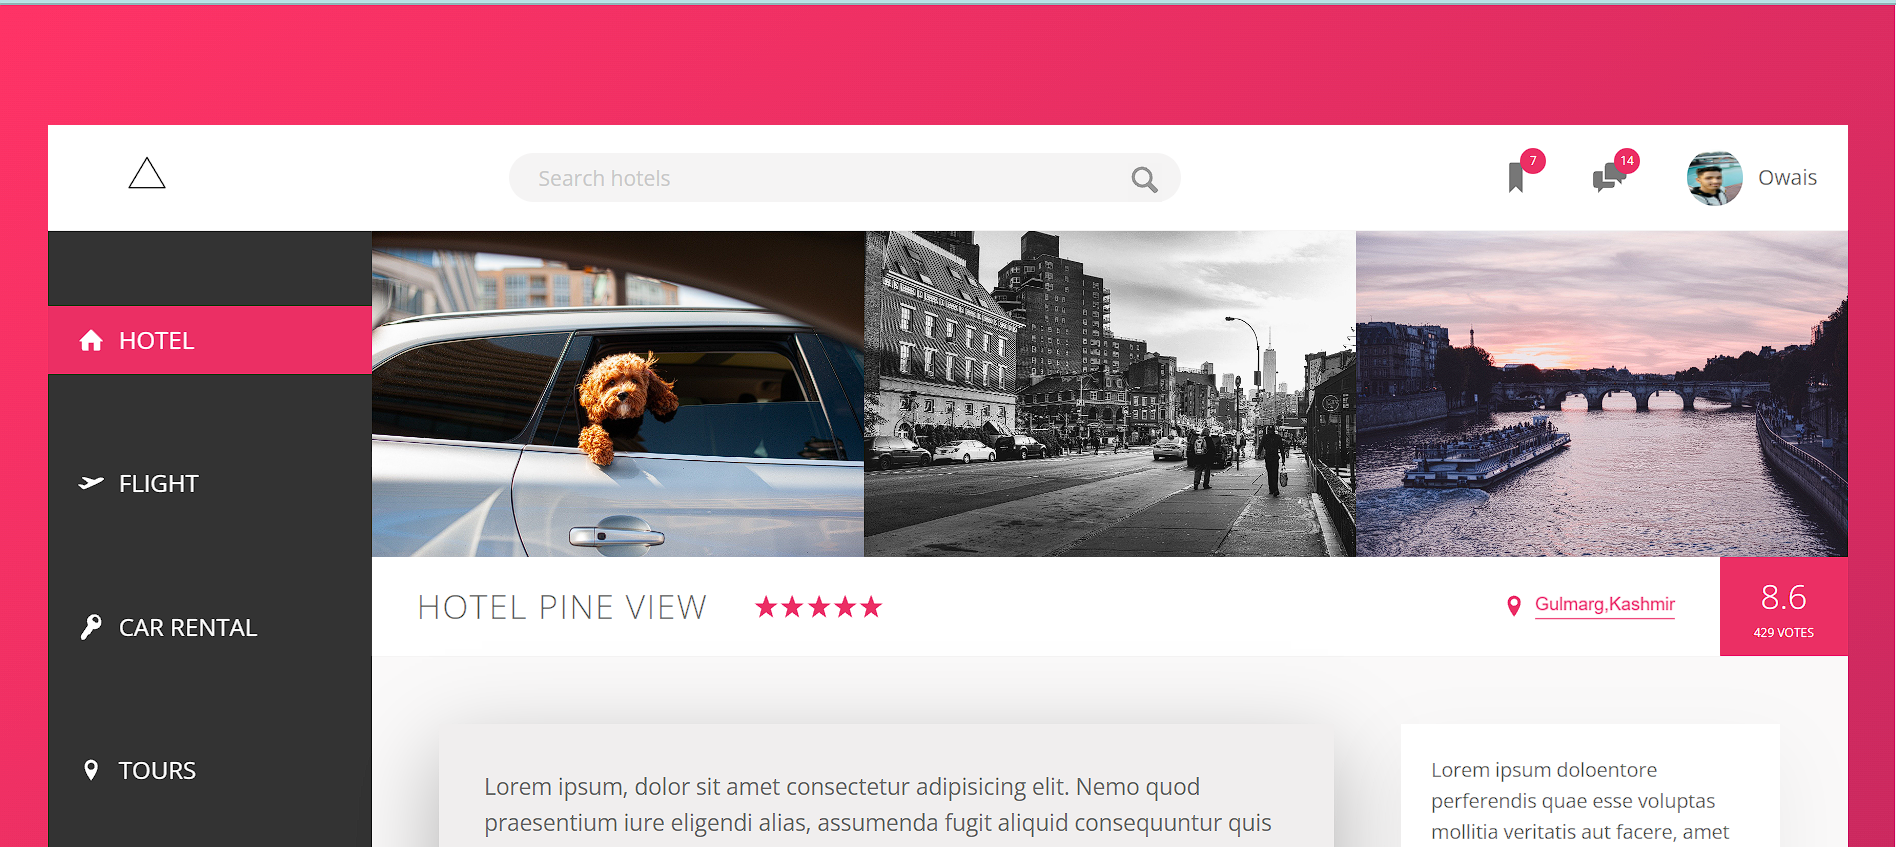 Search hotels
7
14
Owais
HOTEL
FLIGHT
CAR RENTAL
TOURS
HOTEL PINE VIEW
Gulmarg,Kashmir
8.6
429 VOTES
Lorem ipsum, dolor sit amet consectetur adipisicing elit. Nemo quod
praesentium iure eligendi alias, assumenda fugit aliquid consequuntur quis
Lorem ipsum doloentore
perferendis quae esse voluptas
mollitia veritatis aut facere, amet